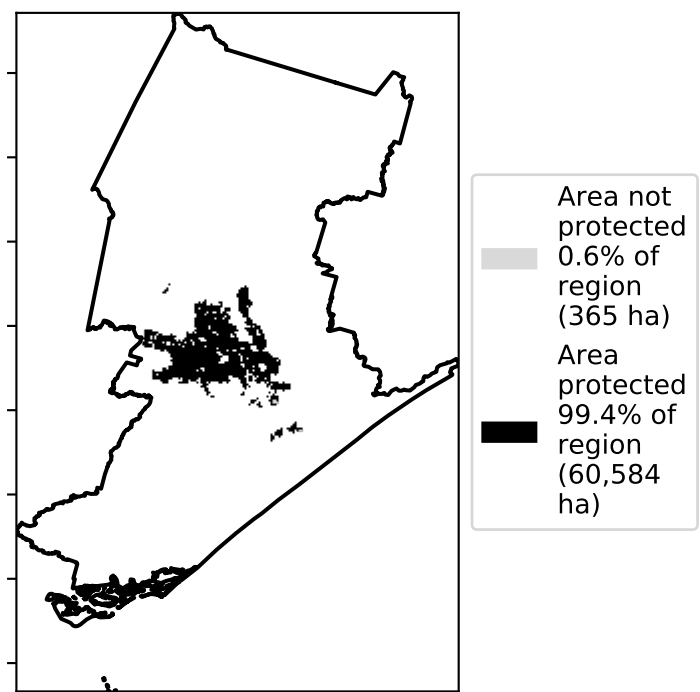 Area not
protected
0.6% of
region
(365 ha)
Area
protected
99.4% of
region
(60,584
ha)